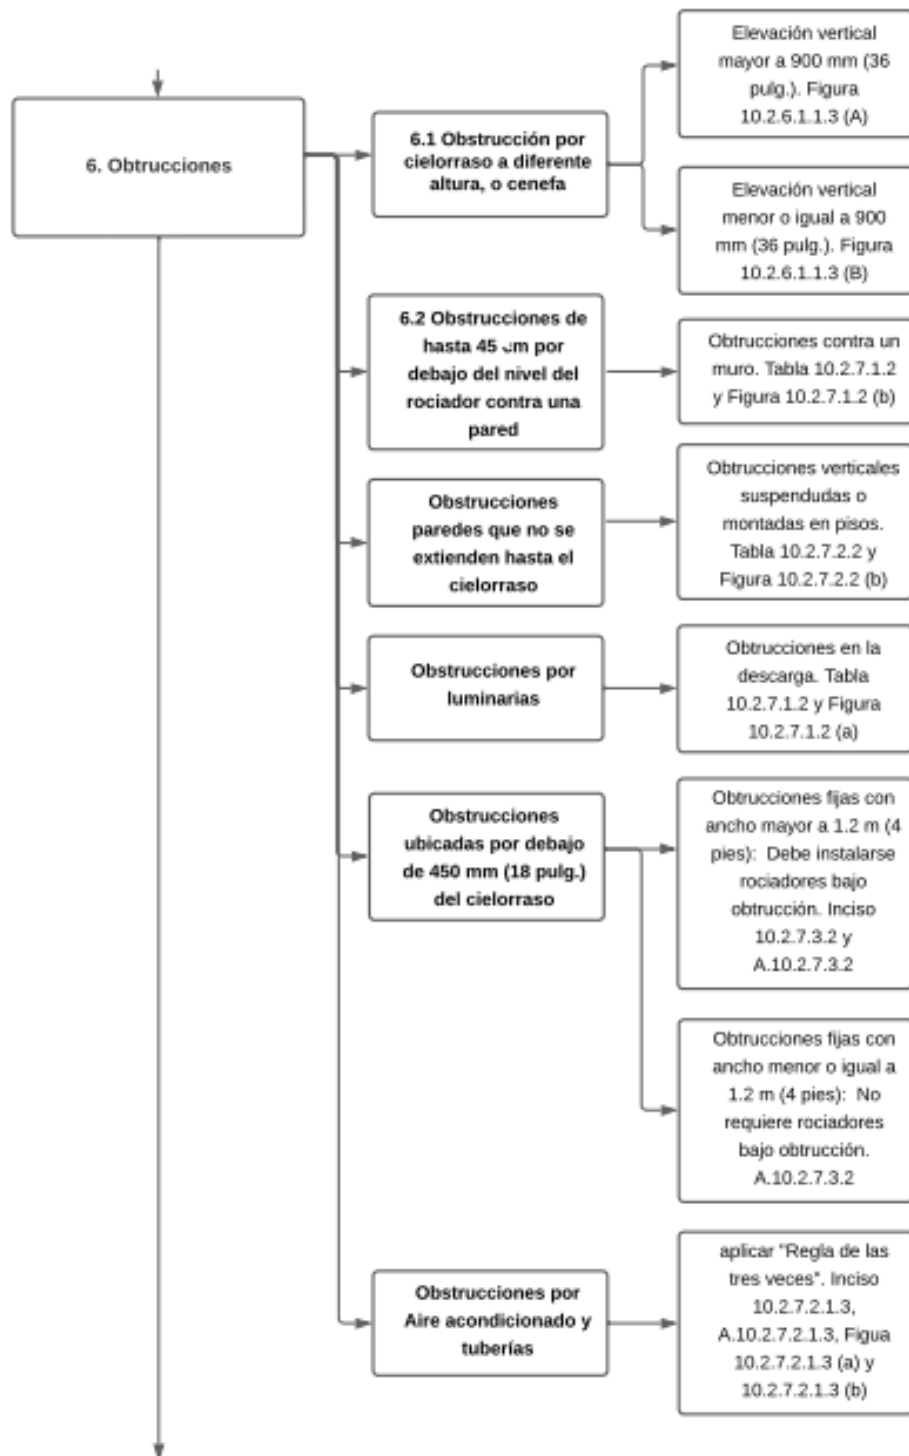 6. Obtrucciones
6.1 Obstrucción por
cielorraso a diferente
altura, o cenefa
Elevación vertical
mayor a 900 mm (36
pulg.). Figura
10.2.6.1.1.3 (A)
Elevación vertical
menor o igual a 900
mm (36 pulg.). Figura
10.2.6.1.1.3 (B)
6.2 Obstrucciones de
hasta 45 cm por
debajo del nivel del
rociador contra una
pared
Obtrucciones contra un
muro. Tabla 10.2.7.1.2
y Figura 10.2.7.1.2 (b)
Obstrucciones
paredes que no se
extienden hasta el
cielorraso
Obtrucciones verticales
suspendudas o
montadas en pisos.
Tabla 10.2.7.2.2 y
Figura 10.2.7.2.2 (b)
Obstrucciones por
luminarias
Obtrucciones en la
descarga. Tabla
10.2.7.1.2 y Figura
10.2.7.1.2 (a)
Obstrucciones
ubicadas por debajo
de 450 mm (18 pulg.)
del cielorraso
Obtrucciones fijas con
ancho mayor a 1.2 m (4
pies):  Debe instalarse
rociadores bajo
obtrucción. Inciso
10.2.7.3.2 y
A.10.2.7.3.2
Obtrucciones fijas con
ancho menor o igual a
1.2 m (4 pies):  No
requiere rociadores
bajo obtrucción.
A.10.2.7.3.2
Obstrucciones por
Aire acondicionado y
tuberías
aplicar "Regla de las
tres veces". Inciso
10.2.7.2.1.3,
A.10.2.7.2.1.3, Figua
10.2.7.2.1.3 (a) y
10.2.7.2.1.3 (b)